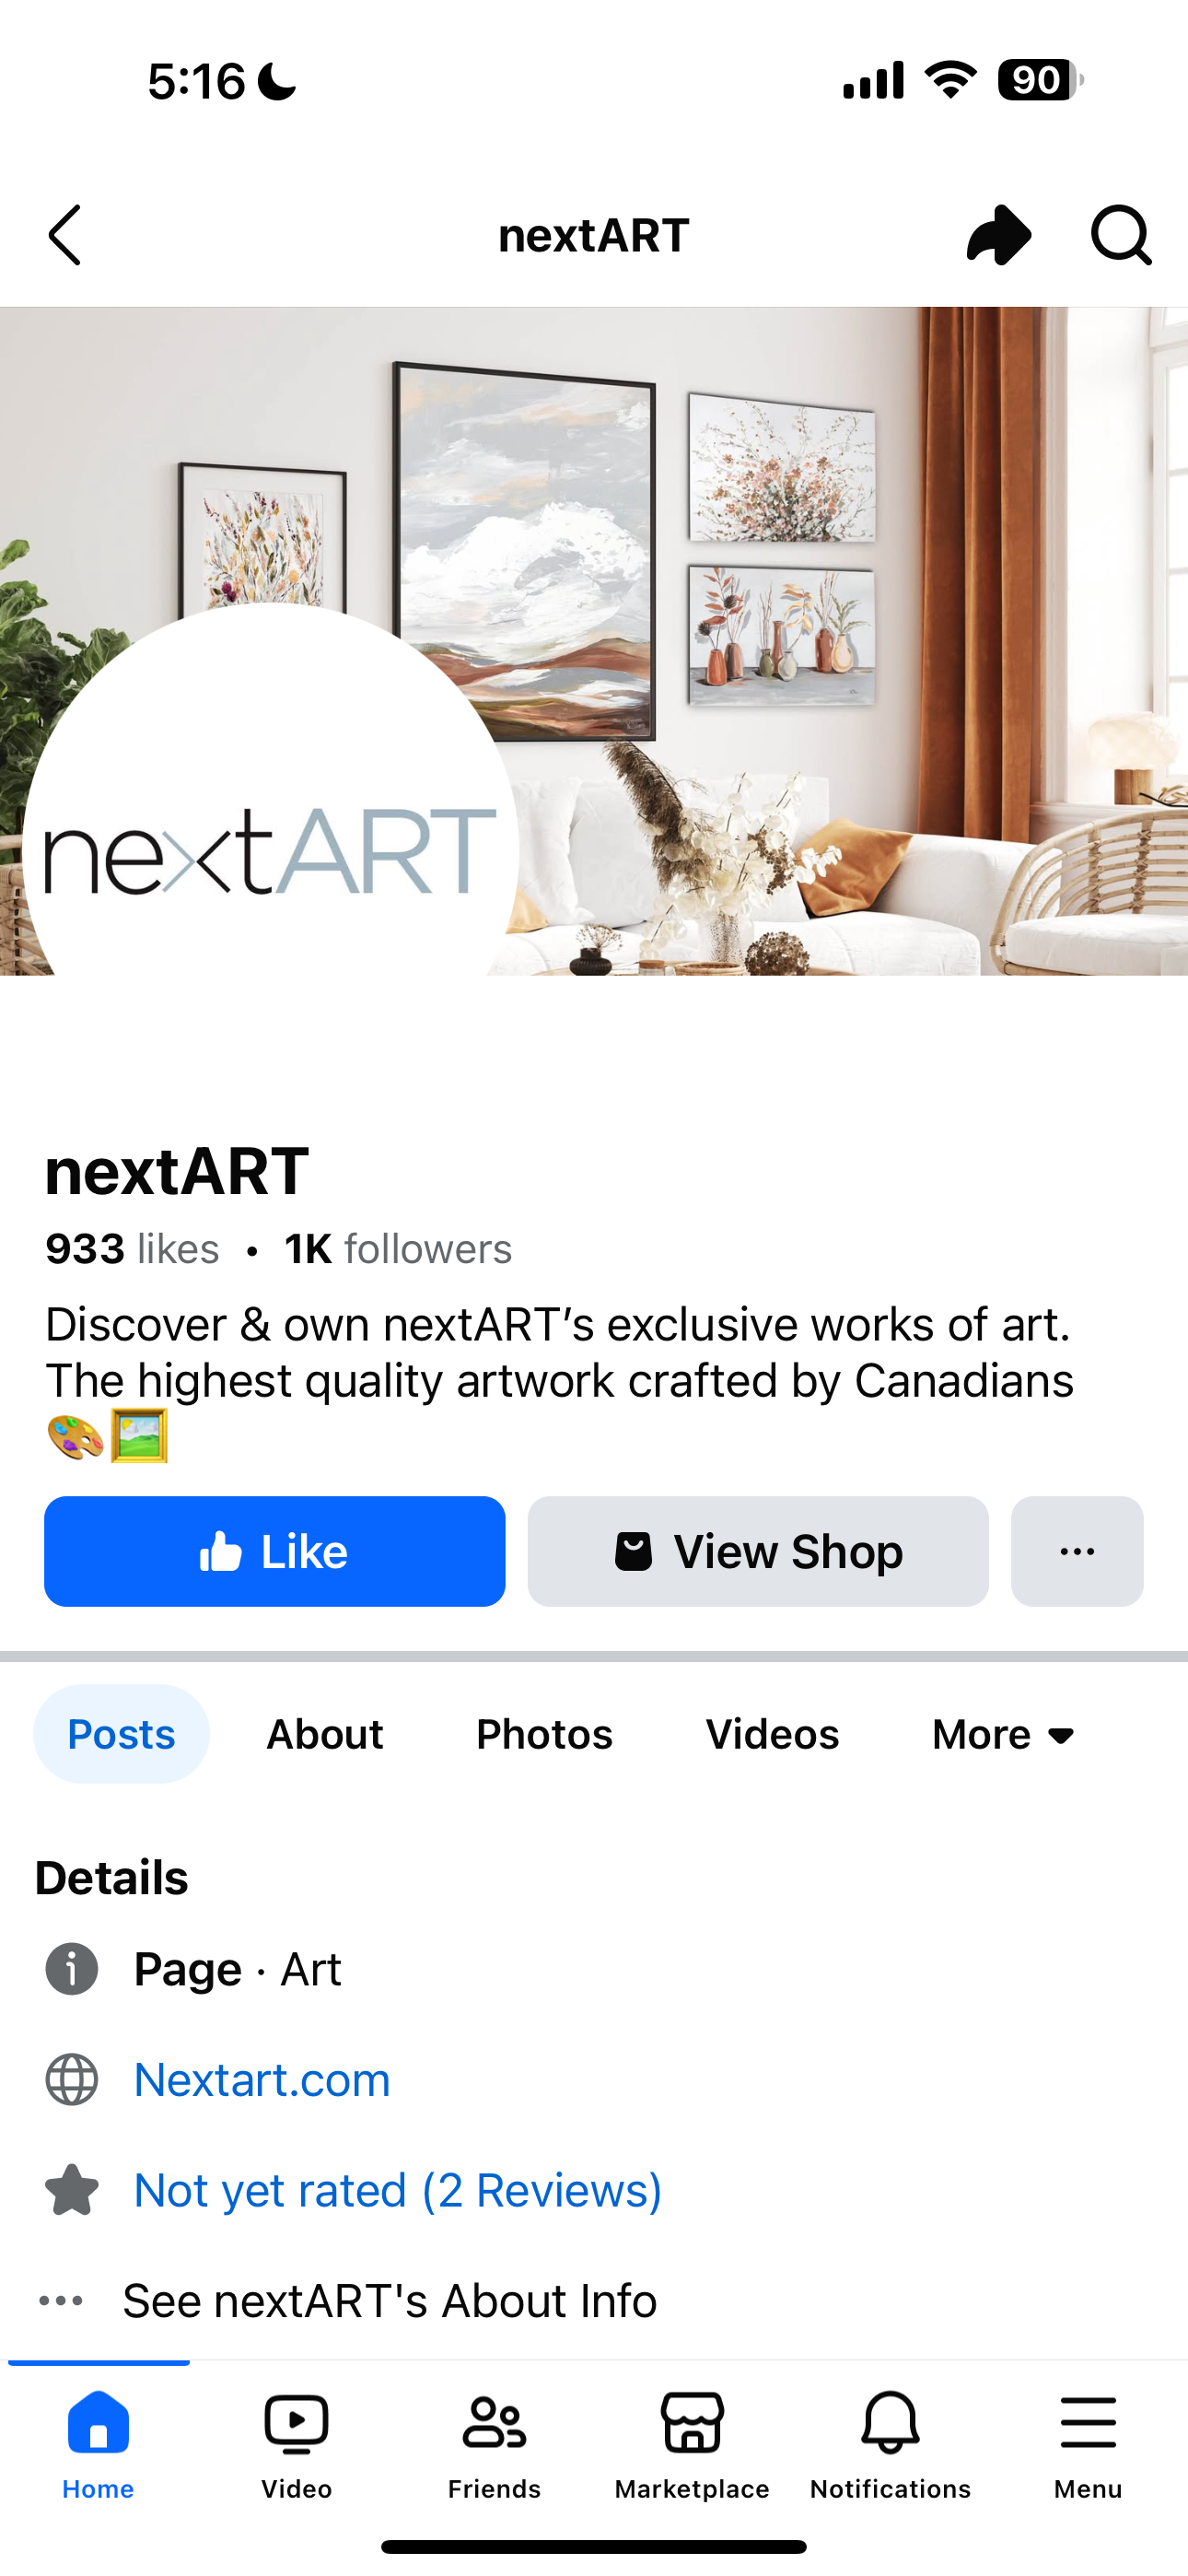 5:16
90
nextART
nextART
nextART
933 likes • 1K followers
Discover & own nextART’s exclusive works of art.
The highest quality artwork crafted by Canadians
🎨🖼️
Like
View Shop
Posts
About
Photos
Videos
More
Details
Page · Art
Nextart.com
Not yet rated (2 Reviews)
See nextART's About Info
Home
Video
Friends
Marketplace
Notifications
Menu